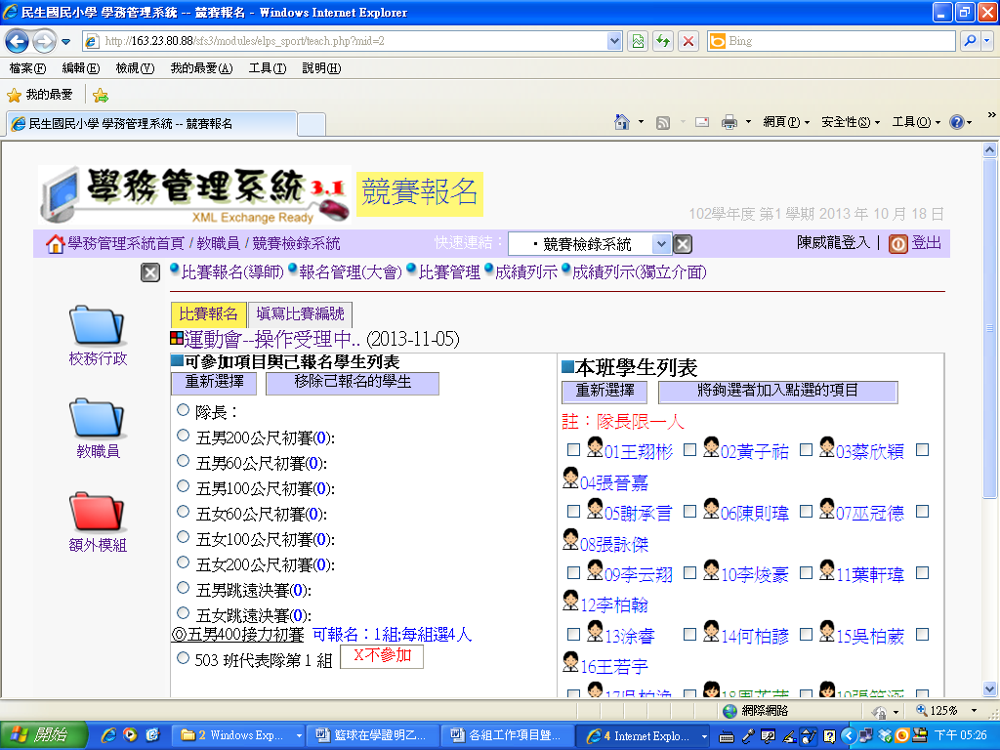 民生國民小學 學務管理系統 -- 競賽報名 - Windows Internet Explorer
http://163.23.80.88/sfs3/modules/elps_sport/teach.php?mid=2
Bing
檔案(F) 編輯(E) 檢視(V) 我的最愛(A) 工具(T) 說明(H)
我的最愛
民生國民小學 學務管理系統 -- 競賽報名
網頁(P) 安全性(S) 工具(O) »
學務管理系統 3.1 競賽報名
XML Exchange Ready
102學年度 第1學期 2013 年 10 月 18 日
學務管理系統首頁 / 教職員 / 競賽檢錄系統 快速連結： ‧競賽檢錄系統 陳威龍登入 | 登出
比賽報名(導師) 報名管理(大會) 比賽管理 成績列示 成績列示(獨立介面)
校務行政
教職員
額外模組
比賽報名 填寫比賽編號
運動會--操作受理中.. (2013-11-05)
可參加項目與已報名學生列表
重新選擇 移除已報名的學生
隊長：
五男200公尺初賽(0):
五男60公尺初賽(0):
五男100公尺初賽(0):
五女60公尺初賽(0):
五女100公尺初賽(0):
五女200公尺初賽(0):
五男跳遠決賽(0):
五女跳遠決賽(0):
◎五男400接力初賽 可報名：1組;每組選4人
503 班代表隊第 1 組 X不參加
本班學生列表
重新選擇 將鉤選者加入點選的項目
註：隊長限一人
01王翔彬 02黃子祐 03蔡欣穎
04張晉嘉
05謝承言 06陳則瑋 07巫冠德
08張詠傑
09李云翔 10李焌豪 11葉軒瑋
12李柏翰
13涂睿 14何柏諺 15吳柏葳
16王若宇
網際網路 125%
開始 2 Windows Exp... 籃球在學證明乙... 各組工作項目暨... 4 Internet Explo... 下午 05:26